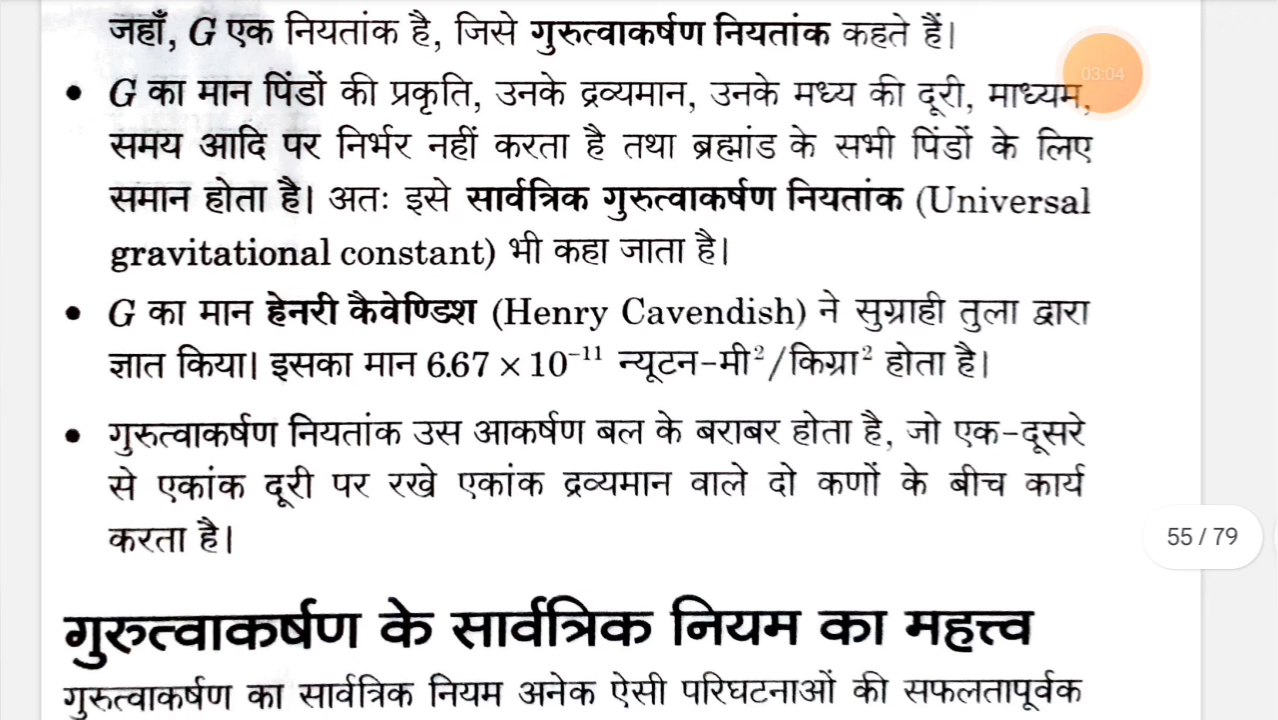 जहाँ, G एक नियतांक है, जिसे गुरुत्वाकर्षण नियतांक कहते हैं।
03:04
• G का मान पिंडों की प्रकृति, उनके द्रव्यमान, उनके मध्य की दूरी, माध्यम,
समय आदि पर निर्भर नहीं करता है तथा ब्रह्मांड के सभी पिंडों के लिए
समान होता है। अतः इसे सार्वत्रिक गुरुत्वाकर्षण नियतांक (Universal
gravitational constant) भी कहा जाता है।
• G का मान हेनरी कैवेण्डिश (Henry Cavendish) ने सुग्राही तुला द्वारा
ज्ञात किया। इसका मान 6.67 × 10⁻¹¹ न्यूटन-मी²/किग्रा² होता है।
• गुरुत्वाकर्षण नियतांक उस आकर्षण बल के बराबर होता है, जो एक-दूसरे
से एकांक दूरी पर रखे एकांक द्रव्यमान वाले दो कणों के बीच कार्य
करता है।
55 / 79
गुरुत्वाकर्षण के सार्वत्रिक नियम का महत्त्व
गुरुत्वाकर्षण का सार्वत्रिक नियम अनेक ऐसी परिघटनाओं की सफलतापूर्वक